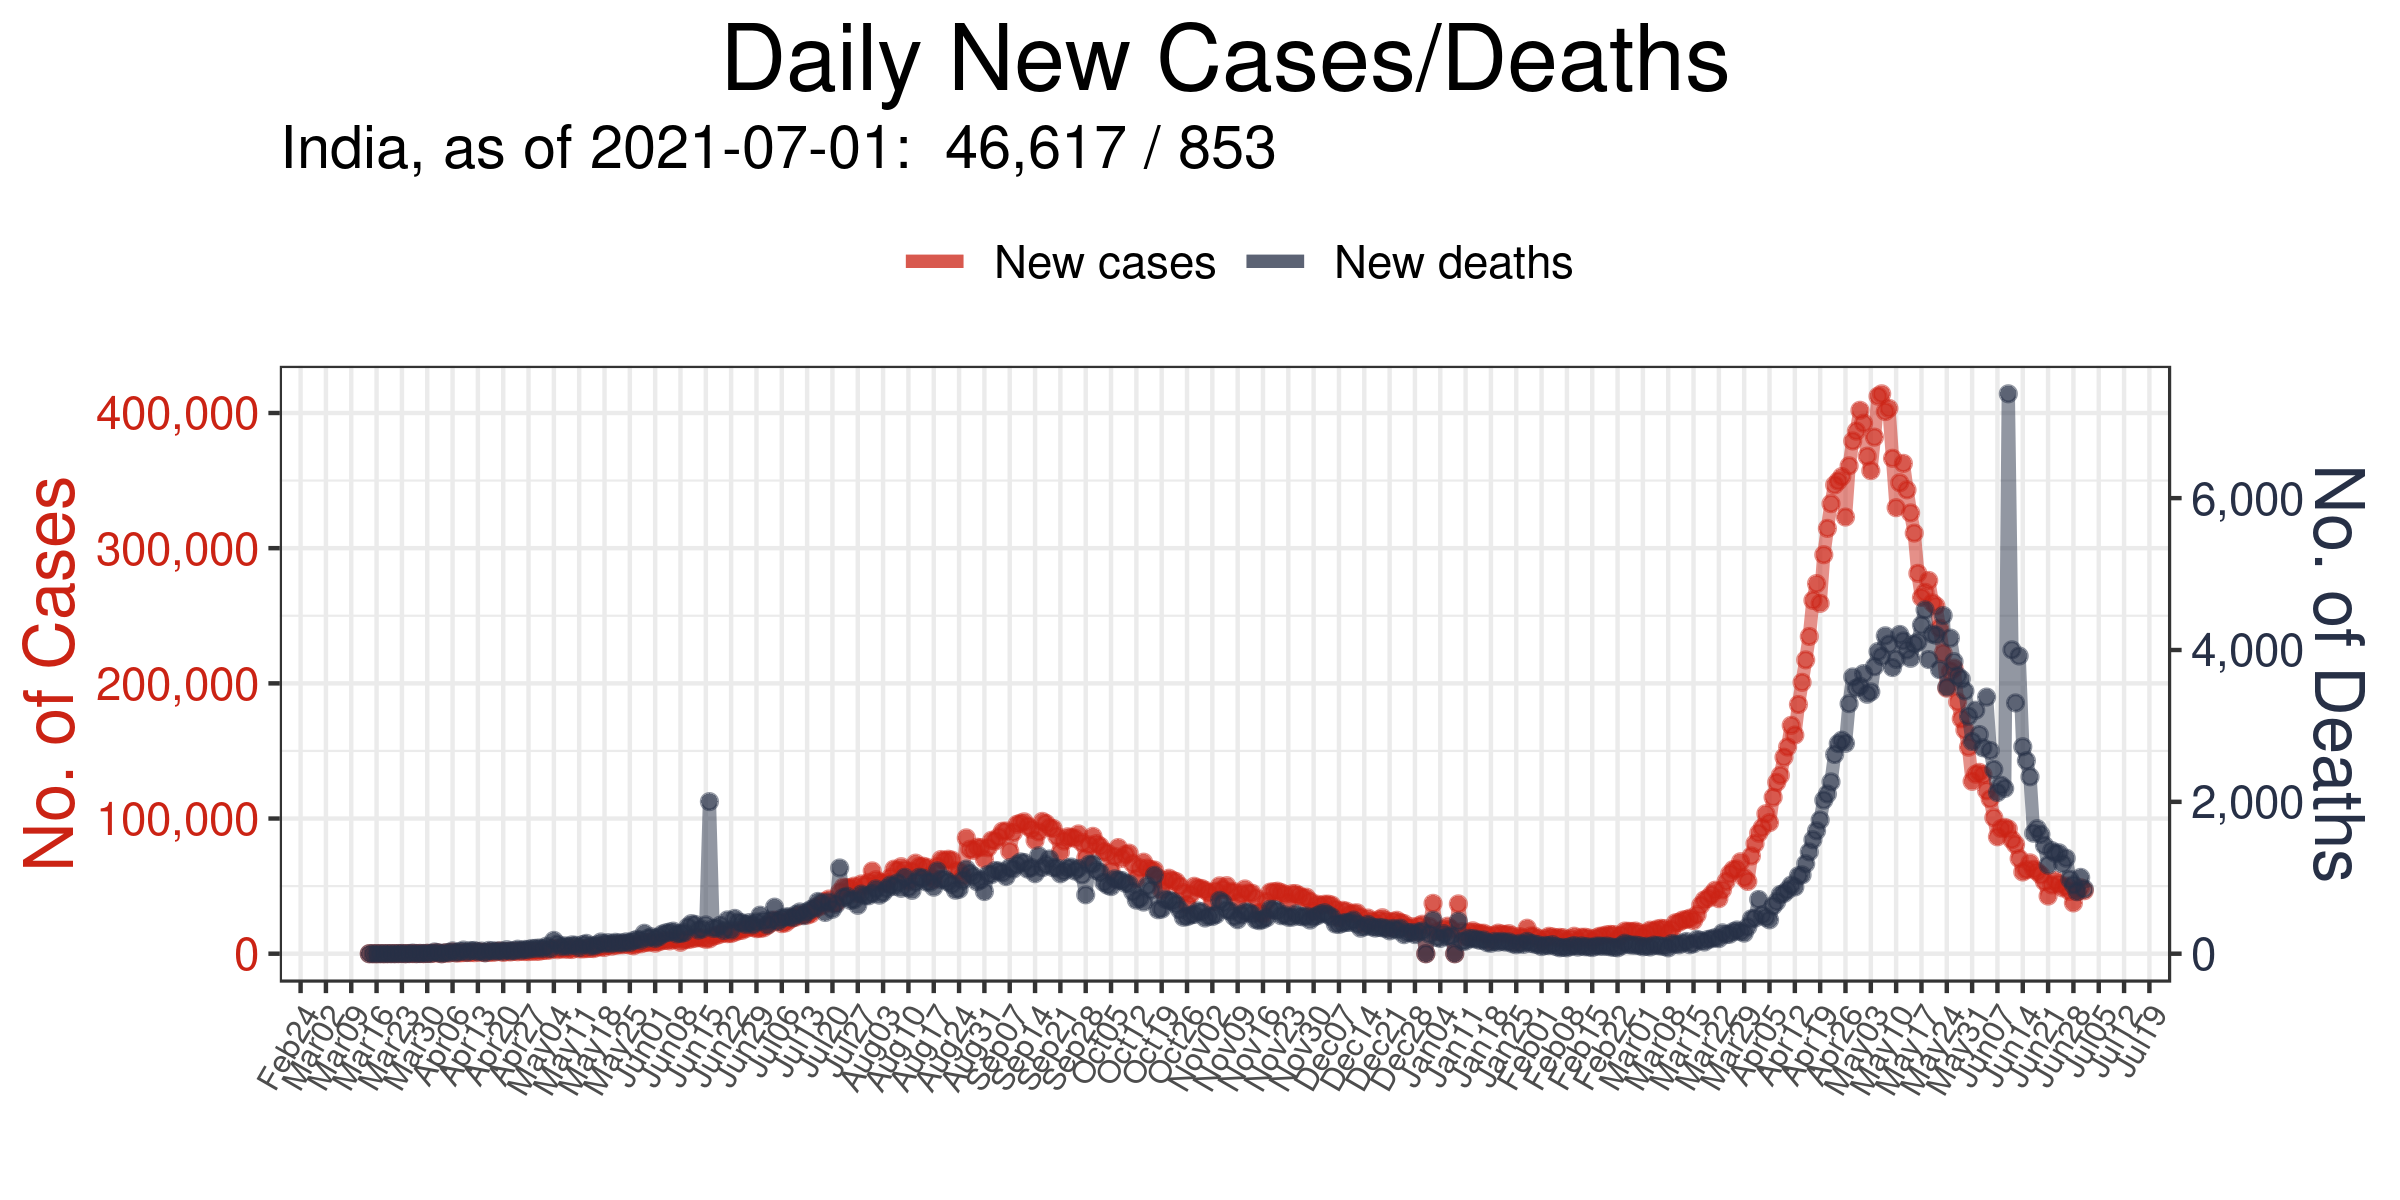 Daily New Cases/Deaths
India, as of 2021-07-01:  46,617 / 853
New cases
New deaths
No. of Cases
400,000
300,000
200,000
100,000
0
6,000
4,000
2,000
0
No. of Deaths
Feb24
Mar02
Mar09
Mar16
Mar23
Mar30
Apr06
Apr13
Apr20
Apr27
May04
May11
May18
May25
Jun01
Jun08
Jun15
Jun22
Jun29
Jul06
Jul13
Jul20
Jul27
Aug03
Aug10
Aug17
Aug24
Aug31
Sep07
Sep14
Sep21
Sep28
Oct05
Oct12
Oct19
Oct26
Nov02
Nov09
Nov16
Nov23
Nov30
Dec07
Dec14
Dec21
Dec28
Jan04
Jan11
Jan18
Jan25
Feb01
Feb08
Feb15
Feb22
Mar01
Mar08
Mar15
Mar22
Mar29
Apr05
Apr12
Apr19
Apr26
May03
May10
May17
May24
May31
Jun07
Jun14
Jun21
Jun28
Jul05
Jul12
Jul19